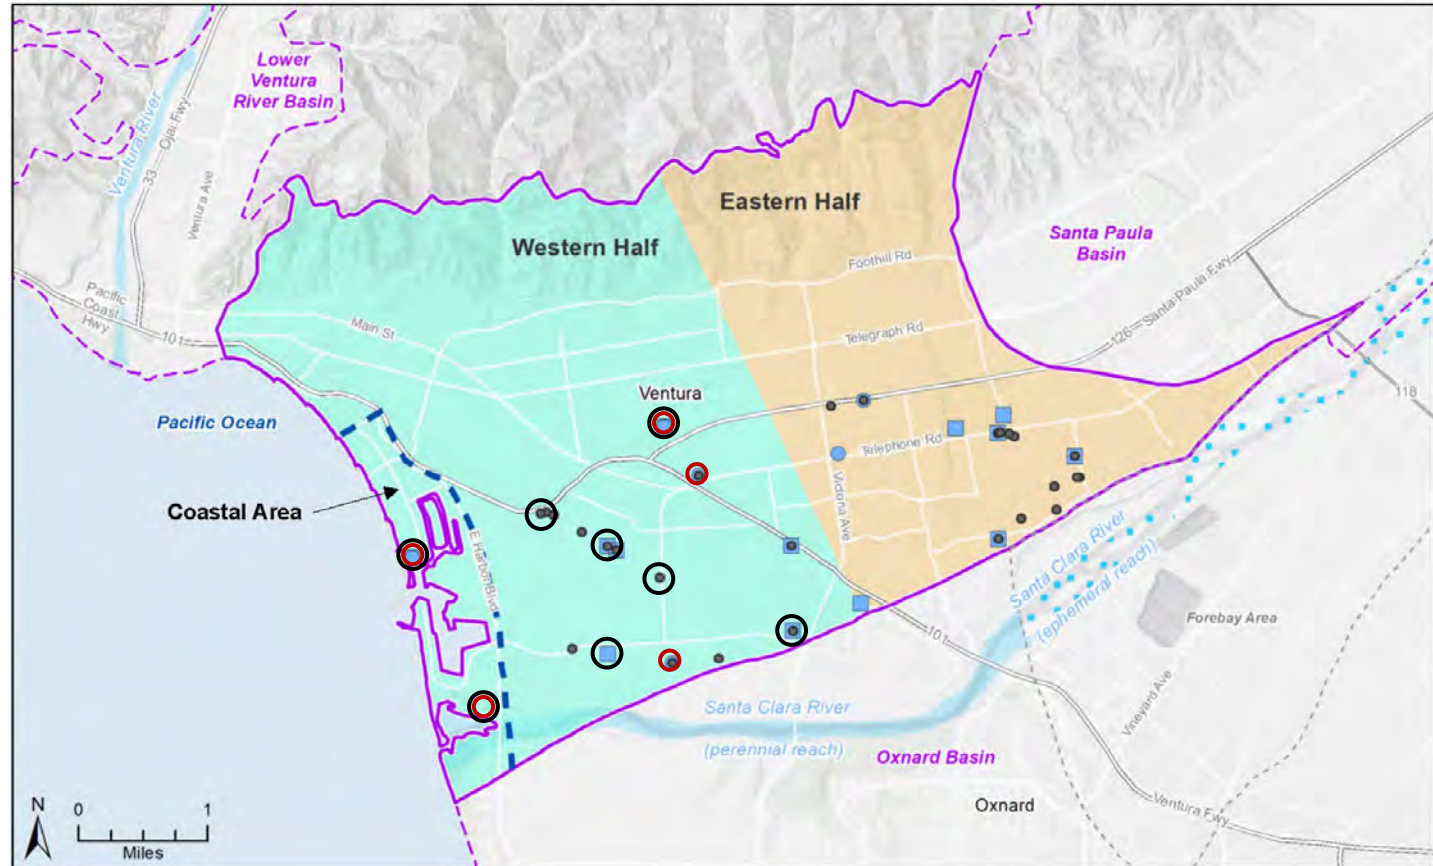 Lower
Ventura
River Basin
Ventura River
33
Ojai Fwy
Ventura Ave
Eastern Half
Western Half
Santa Paula
Basin
Foothill Rd
Pacific
Coast
Hwy
101
Main St
Telegraph Rd
126
Santa Paula Fwy
118
Ventura
Pacific Ocean
Telephone Rd
Victoria Ave
Coastal Area
E Harbor Blvd
Santa Clara River
(ephemeral reach)
Forebay Area
101
Vineyard Ave
Santa Clara River
(perennial reach)
Oxnard Basin
Oxnard
Ventura Fwy
N
0 1
Miles